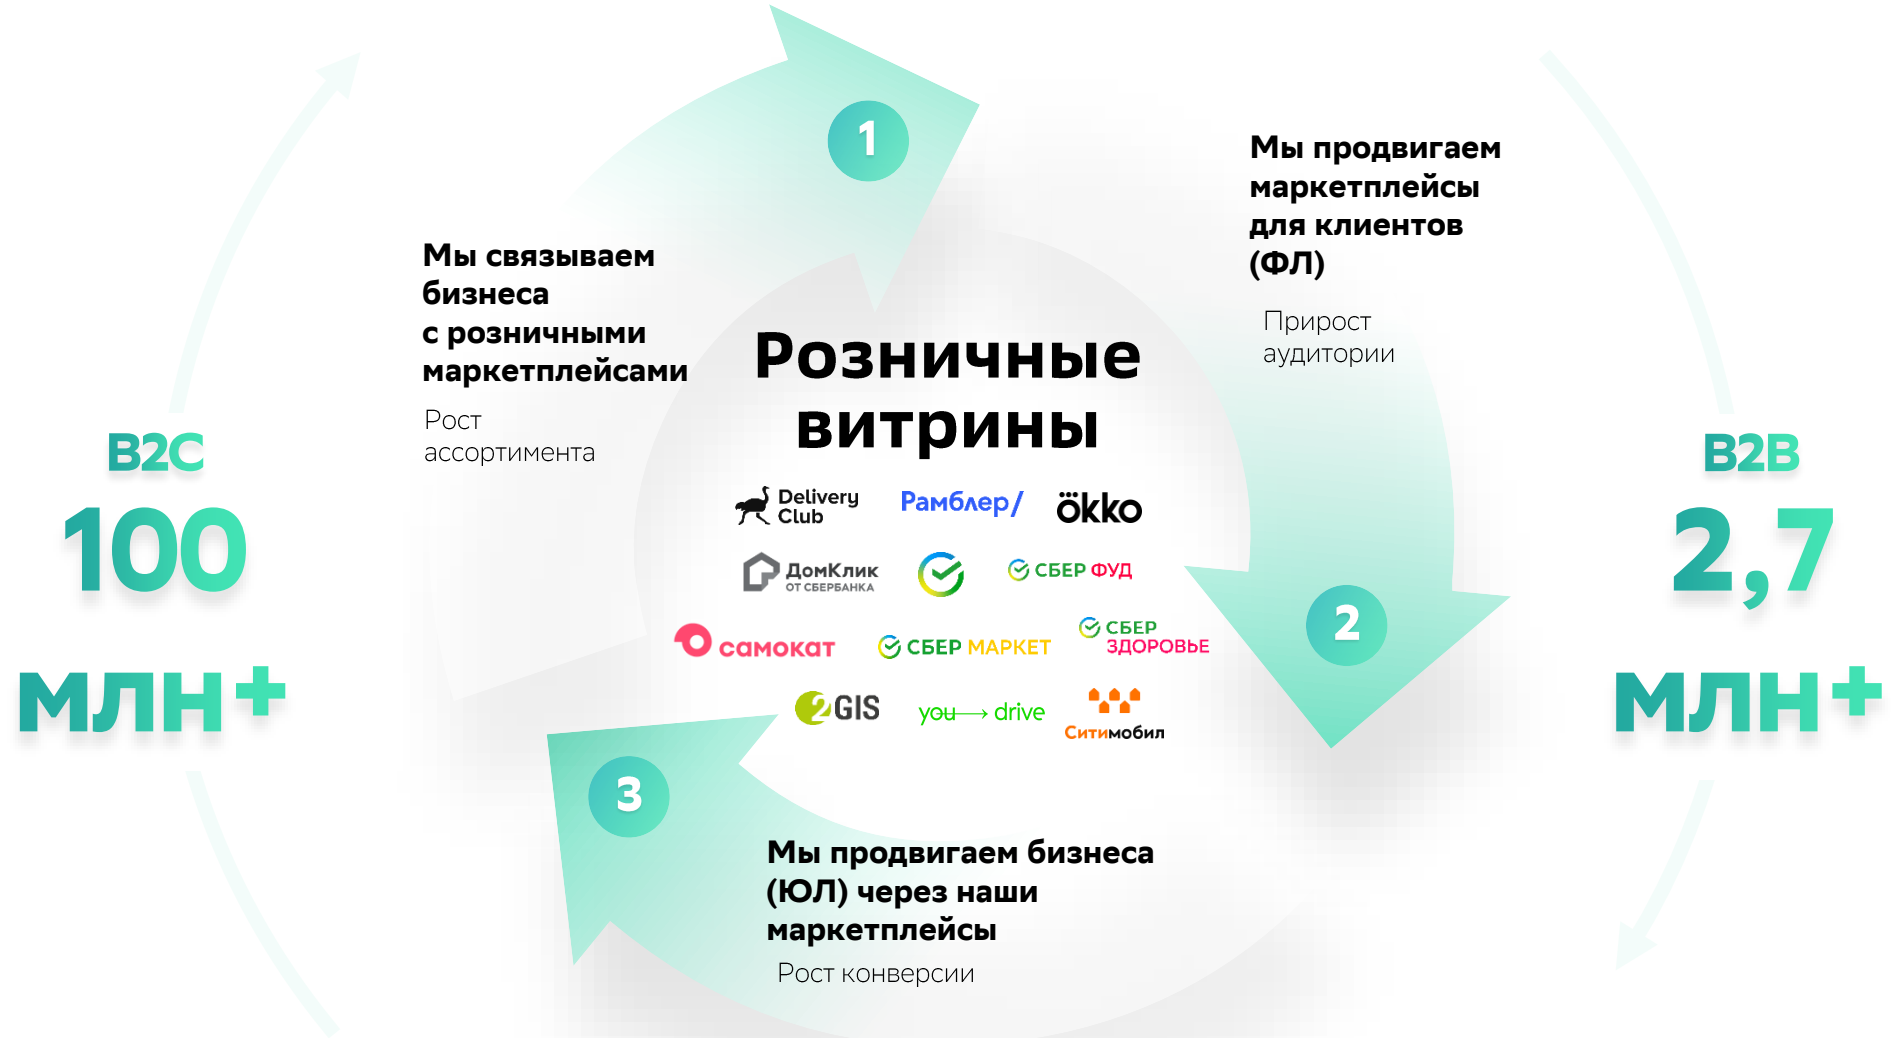 1
Мы связываем
бизнеса
с розничными
маркетплейсами
Рост
ассортимента
Мы продвигаем
маркетплейсы
для клиентов
(ФЛ)
Прирост
аудитории
2
B2C
100
млн+
Розничные
витрины
Delivery
Club
Рамблер/
ökko
ДомКлик
ОТ СБЕРБАНКА
СБЕР ФУД
самокат
СБЕР МАРКЕТ
СБЕР
ЗДОРОВЬЕ
2GIS
you drive
Ситимобил
B2B
2,7
млн+
3
Мы продвигаем бизнеса
(ЮЛ) через наши
маркетплейсы
Рост конверсии